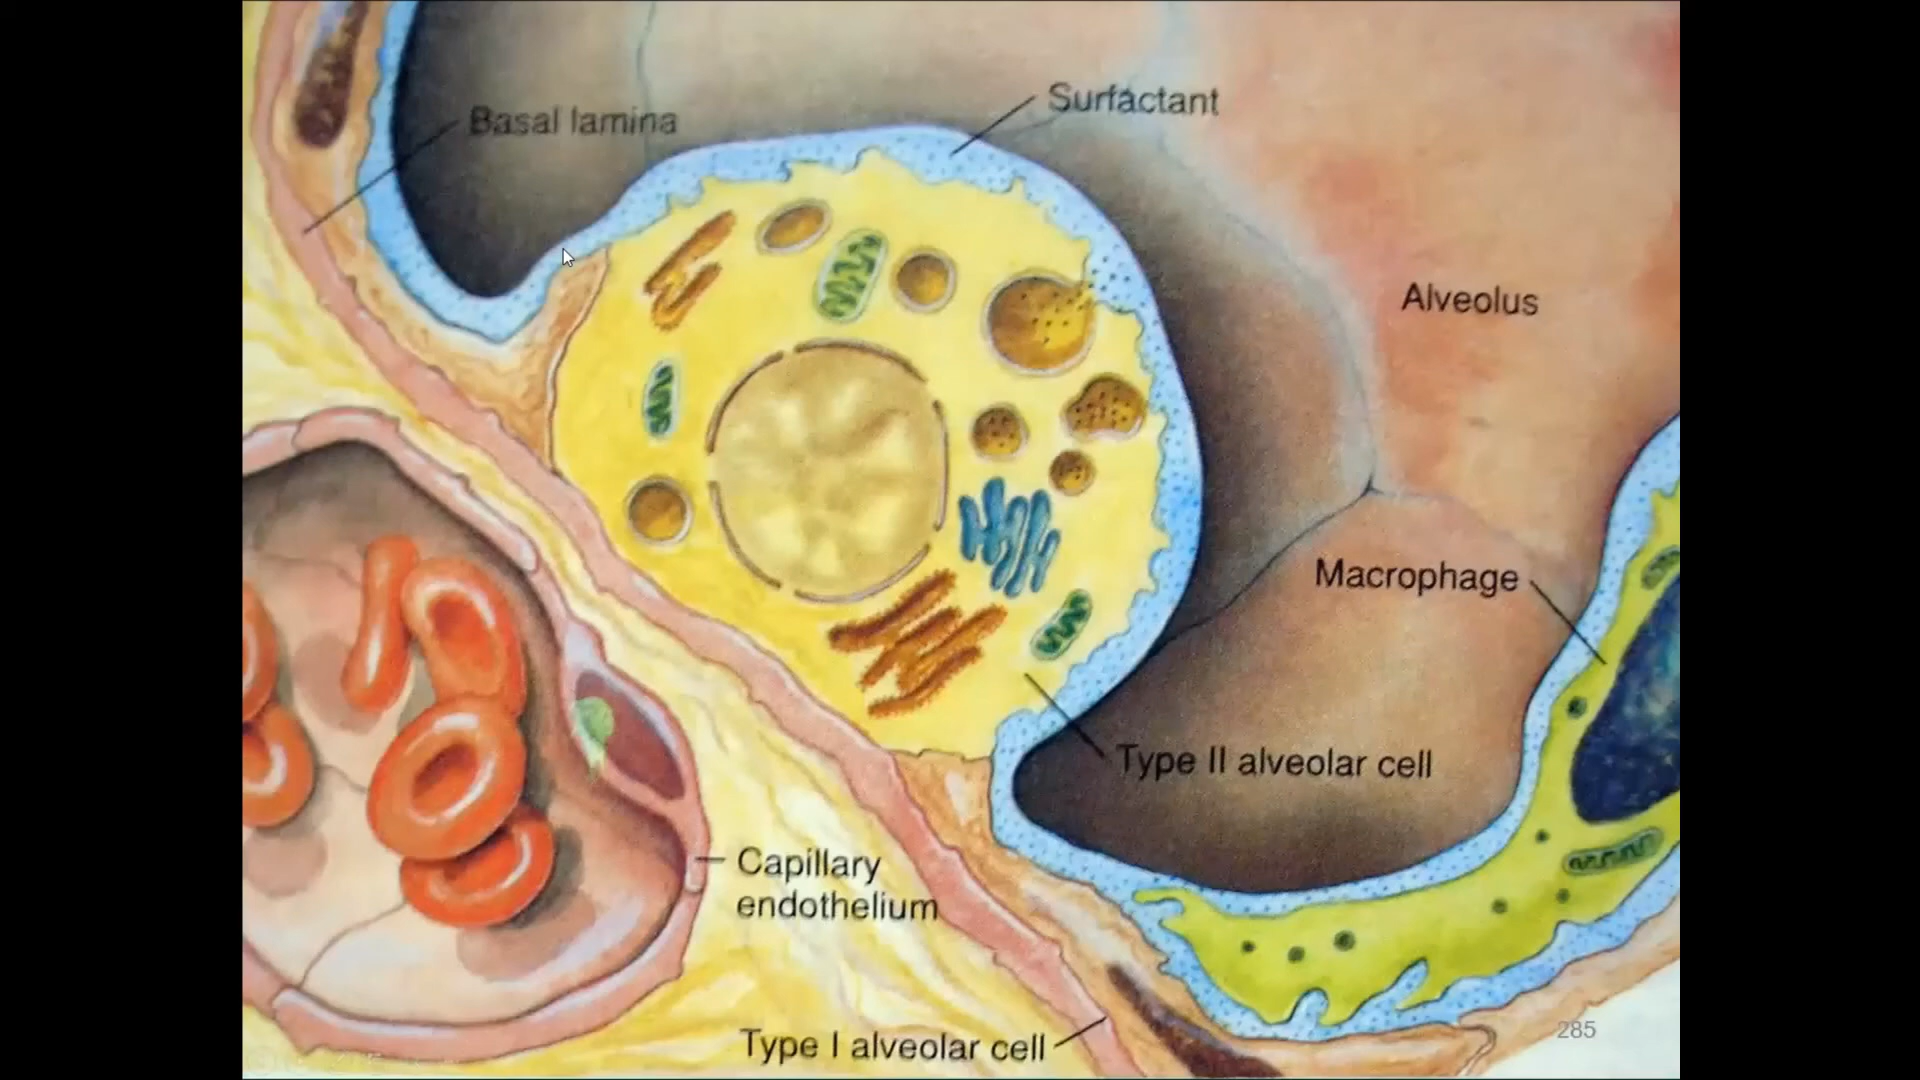 Basal lamina
Surfactant
Alveolus
Macrophage
Type II alveolar cell
Capillary
endothelium
Type I alveolar cell
285